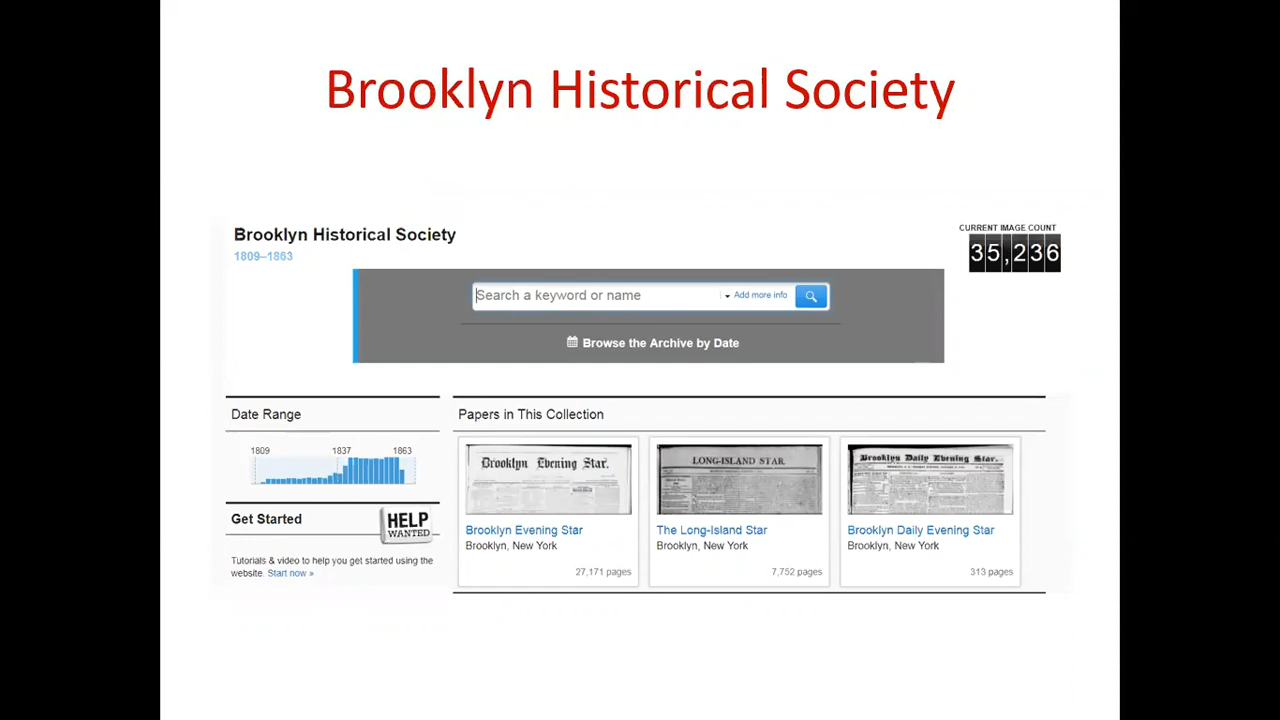 Brooklyn Historical Society
Brooklyn Historical Society
1809–1863
CURRENT IMAGE COUNT
35,236
Search a keyword or name
Add more info
Browse the Archive by Date
Date Range
1809 1837 1863
Get Started
HELP
WANTED
Tutorials & video to help you get started using the
website. Start now »
Papers in This Collection
Brooklyn Evening Star.
Brooklyn Evening Star
Brooklyn, New York
27,171 pages
LONG-ISLAND STAR.
The Long-Island Star
Brooklyn, New York
7,752 pages
Brooklyn Daily Evening Star.
Brooklyn Daily Evening Star
Brooklyn, New York
313 pages